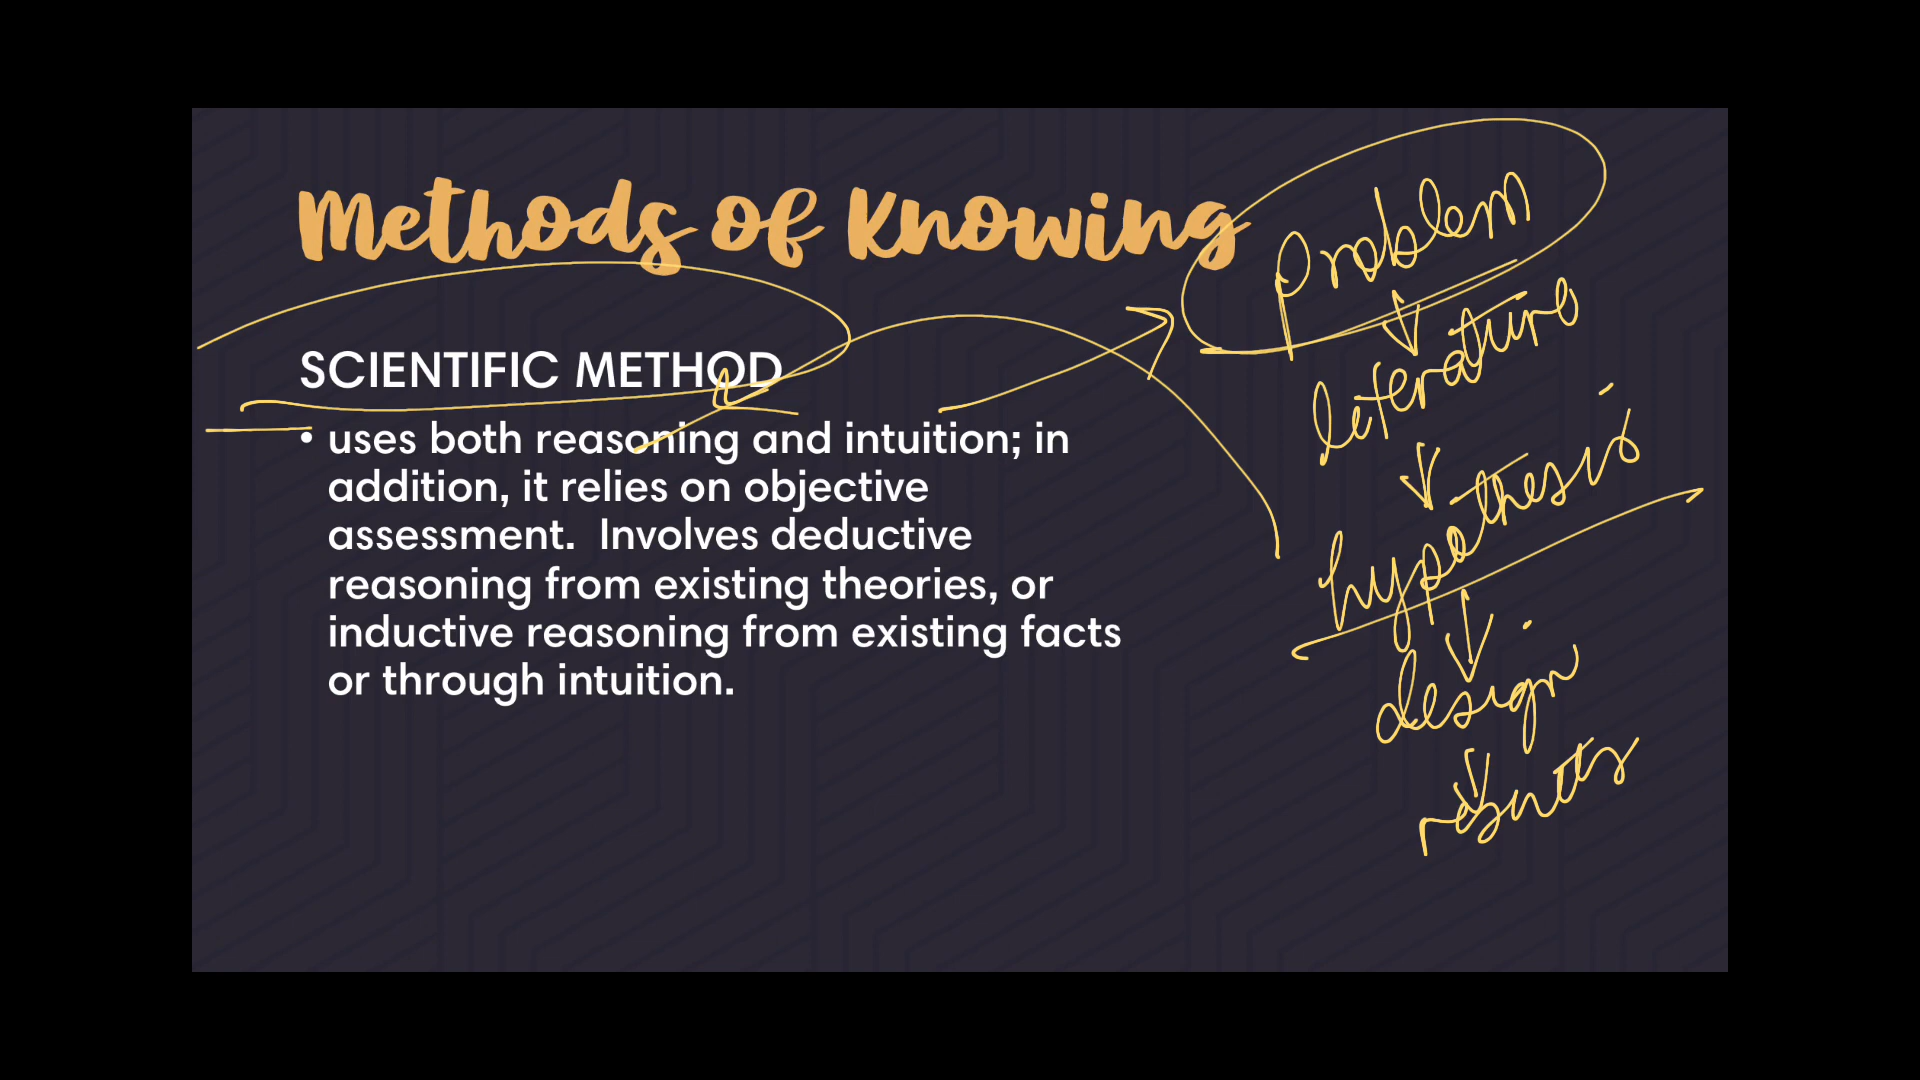 Methods of Knowing
SCIENTIFIC METHOD
• uses both reasoning and intuition; in
addition, it relies on objective
assessment.  Involves deductive
reasoning from existing theories, or
inductive reasoning from existing facts
or through intuition.
Problem
literature
hypothesis
design
results